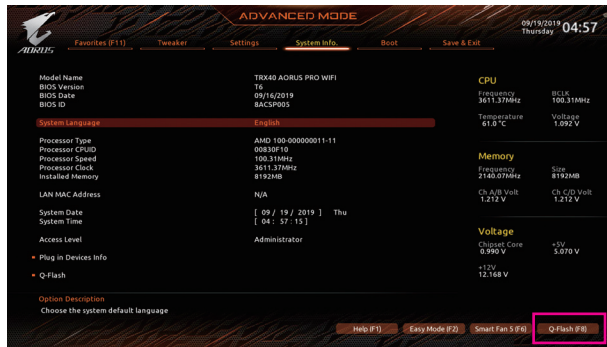 ADVANCED MODE
09/19/2019 Thursday 04:57
AORUS
Favorites (F11) Tweaker Settings System Info. Boot Save & Exit
Model Name TRX40 AORUS PRO WIFI
BIOS Version T6
BIOS Date 09/16/2019
BIOS ID 8ACSP005
System Language English
Processor Type AMD 100-000000011-11
Processor CPUID 00830F10
Processor Speed 100.31MHz
Processor Clock 3611.37MHz
Installed Memory 8192MB
LAN MAC Address N/A
System Date [ 09 / 19 / 2019 ] Thu
System Time [ 04 : 57 : 15 ]
Access Level Administrator
Plug in Devices Info
Q-Flash
Option Description
Choose the system default language
CPU
Frequency BCLK
3611.37MHz 100.31MHz
Temperature Voltage
61.0 °C 1.092 V
Memory
Frequency Size
2140.07MHz 8192MB
Ch A/B Volt Ch C/D Volt
1.212 V 1.212 V
Voltage
Chipset Core +5V
0.990 V 5.070 V
+12V
12.168 V
Help (F1) Easy Mode (F2) Smart Fan 5 (F6) Q-Flash (F8)